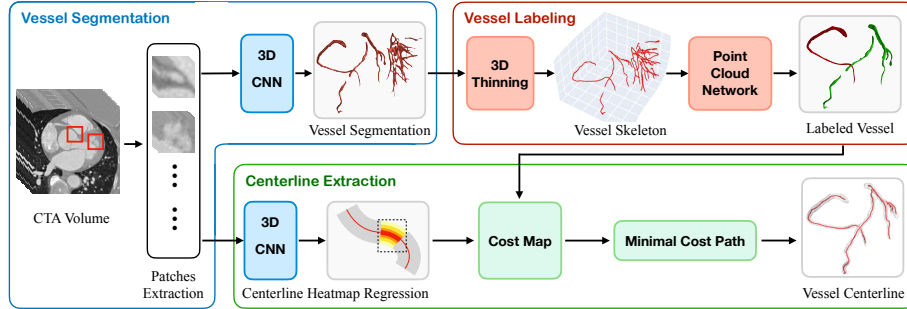 Vessel Segmentation
Vessel Labeling
3D
CNN
3D
Thinning
Point
Cloud
Network
Vessel Segmentation
Vessel Skeleton
Labeled Vessel
CTA Volume
Centerline Extraction
3D
CNN
Cost Map
Minimal Cost Path
Patches
Extraction
Centerline Heatmap Regression
Vessel Centerline